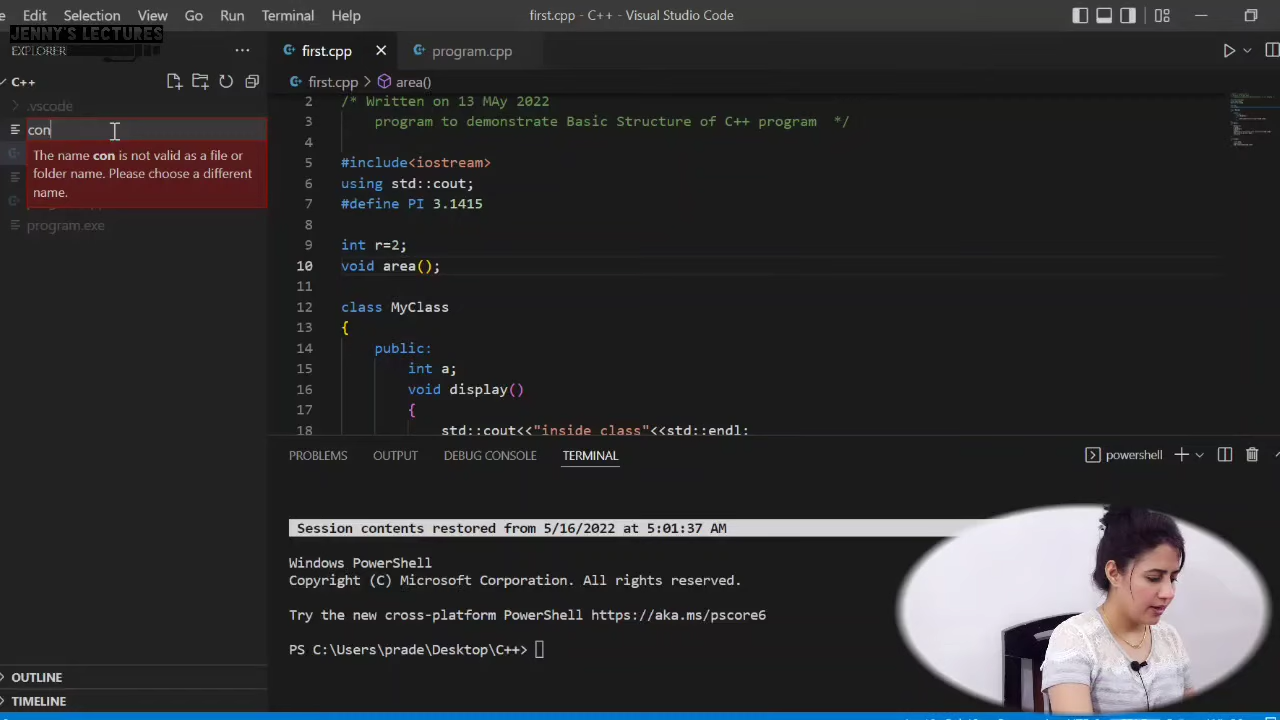 Edit Selection View Go Run Terminal Help
first.cpp - C++ - Visual Studio Code
JENNY'S LECTURES
EXPLORER
first.cpp
program.cpp
C++
first.cpp > area()
.vscode
con
The name con is not valid as a file or
folder name. Please choose a different
name.
program.exe
2 /* Written on 13 MAy 2022
3 program to demonstrate Basic Structure of C++ program */
4
5 #include<iostream>
6 using std::cout;
7 #define PI 3.1415
8
9 int r=2;
10 void area();
11
12 class MyClass
13 {
14 public:
15 int a;
16 void display()
17 {
18 std::cout<<"inside class"<<std::endl;
PROBLEMS OUTPUT DEBUG CONSOLE TERMINAL
powershell
Session contents restored from 5/16/2022 at 5:01:37 AM
Windows PowerShell
Copyright (C) Microsoft Corporation. All rights reserved.
Try the new cross-platform PowerShell https://aka.ms/pscore6
PS C:\Users\prade\Desktop\C++>
OUTLINE
TIMELINE